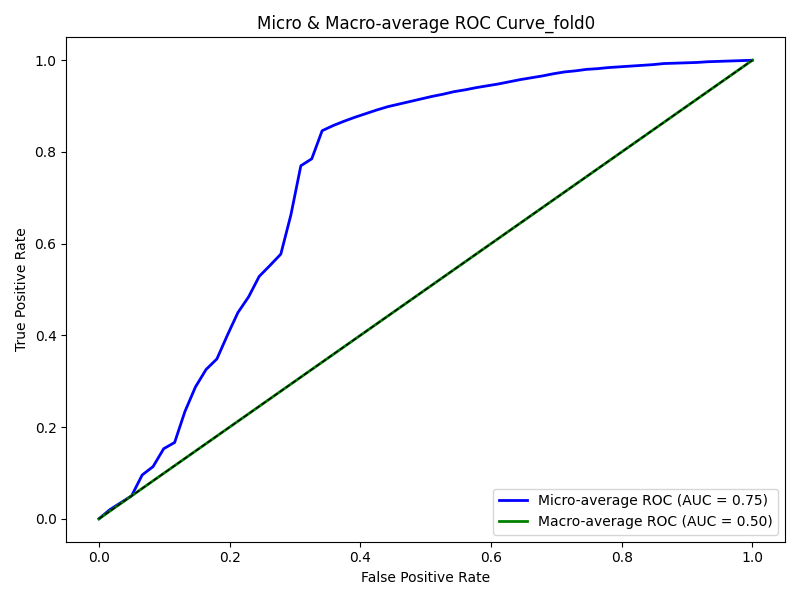 Micro & Macro-average ROC Curve_fold0
True Positive Rate
1.0
0.8
0.6
0.4
0.2
0.0
Micro-average ROC (AUC = 0.75)
Macro-average ROC (AUC = 0.50)
0.0 0.2 0.4 0.6 0.8 1.0
False Positive Rate